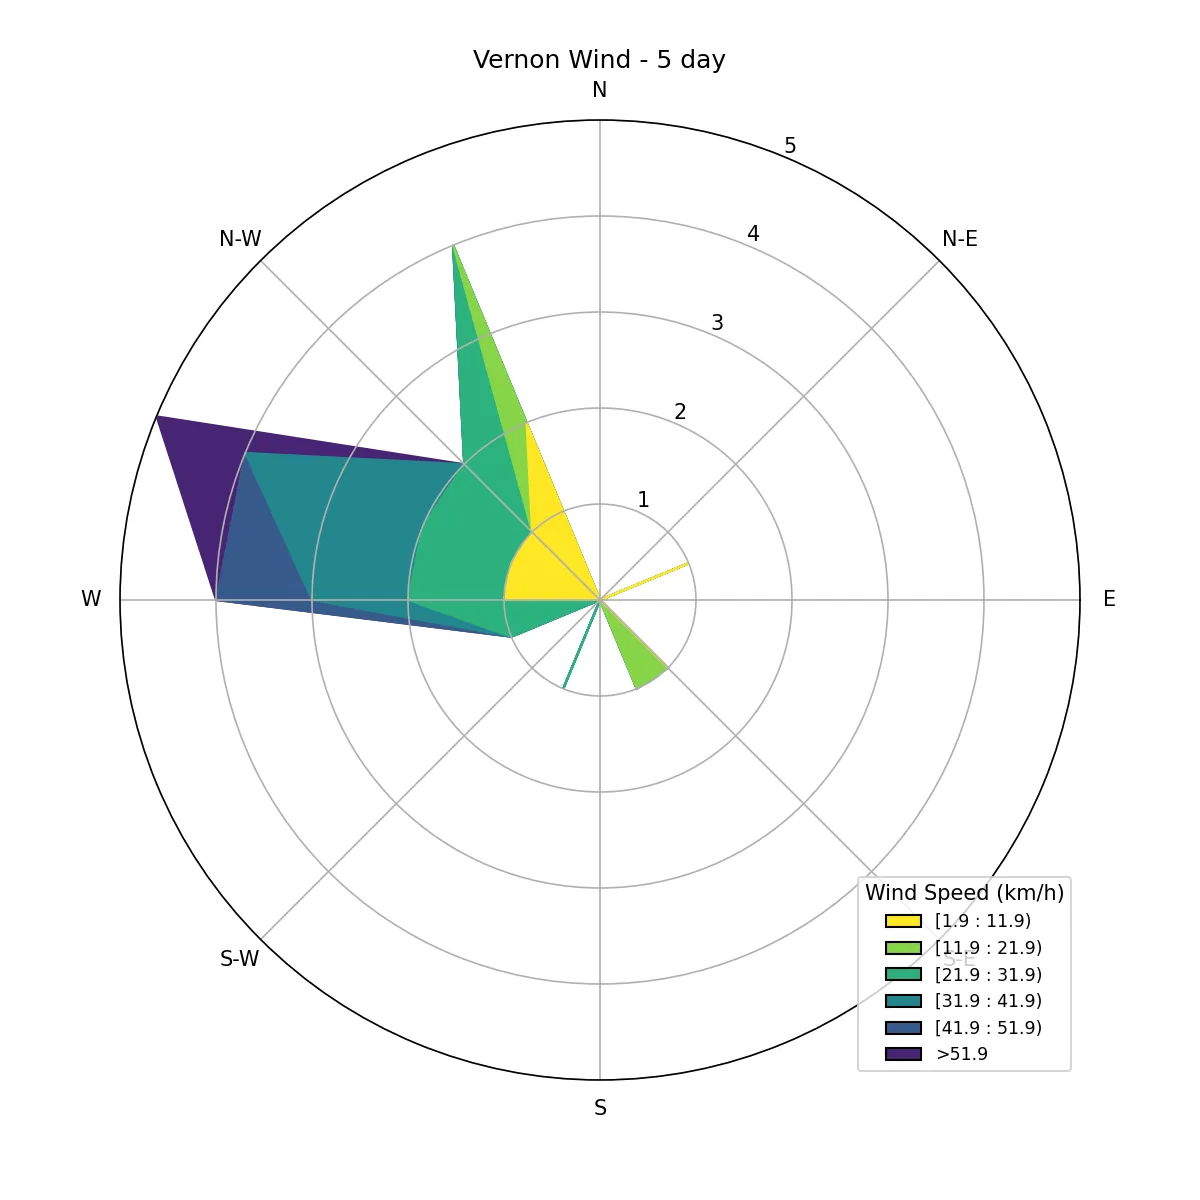 Vernon Wind - 5 day
N
5
N-W
4
N-E
3
2
1
W
E
S-W
S-E
S
Wind Speed (km/h)
[1.9 : 11.9)
[11.9 : 21.9)
[21.9 : 31.9)
[31.9 : 41.9)
[41.9 : 51.9)
>51.9